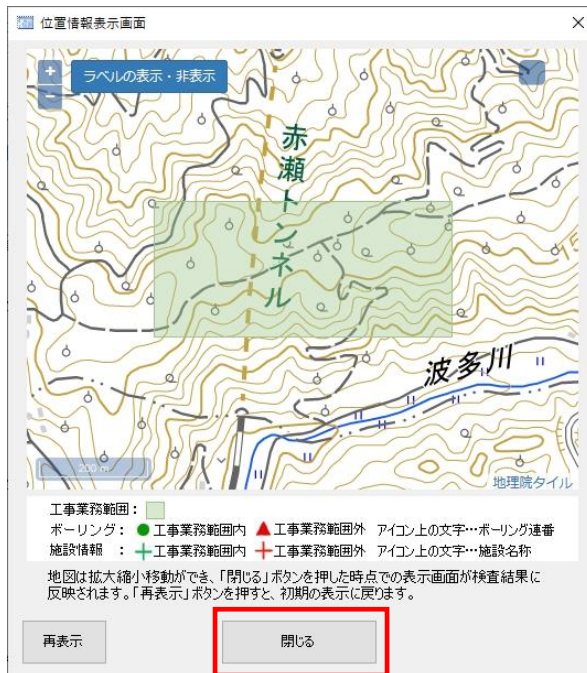 位置情報表示画面
×
+
-
ラベルの表示・非表示
赤瀬トンネル
波多川
200 m
地理院タイル
工事業務範囲：
ボーリング： 工事業務範囲内 工事業務範囲外 アイコン上の文字…ボーリング連番
施設情報 ： 工事業務範囲内 工事業務範囲外 アイコン上の文字…施設名称
地図は拡大縮小移動ができ、「閉じる」ボタンを押した時点での表示画面が検査結果に
反映されます。「再表示」ボタンを押すと、初期の表示に戻ります。
再表示
閉じる